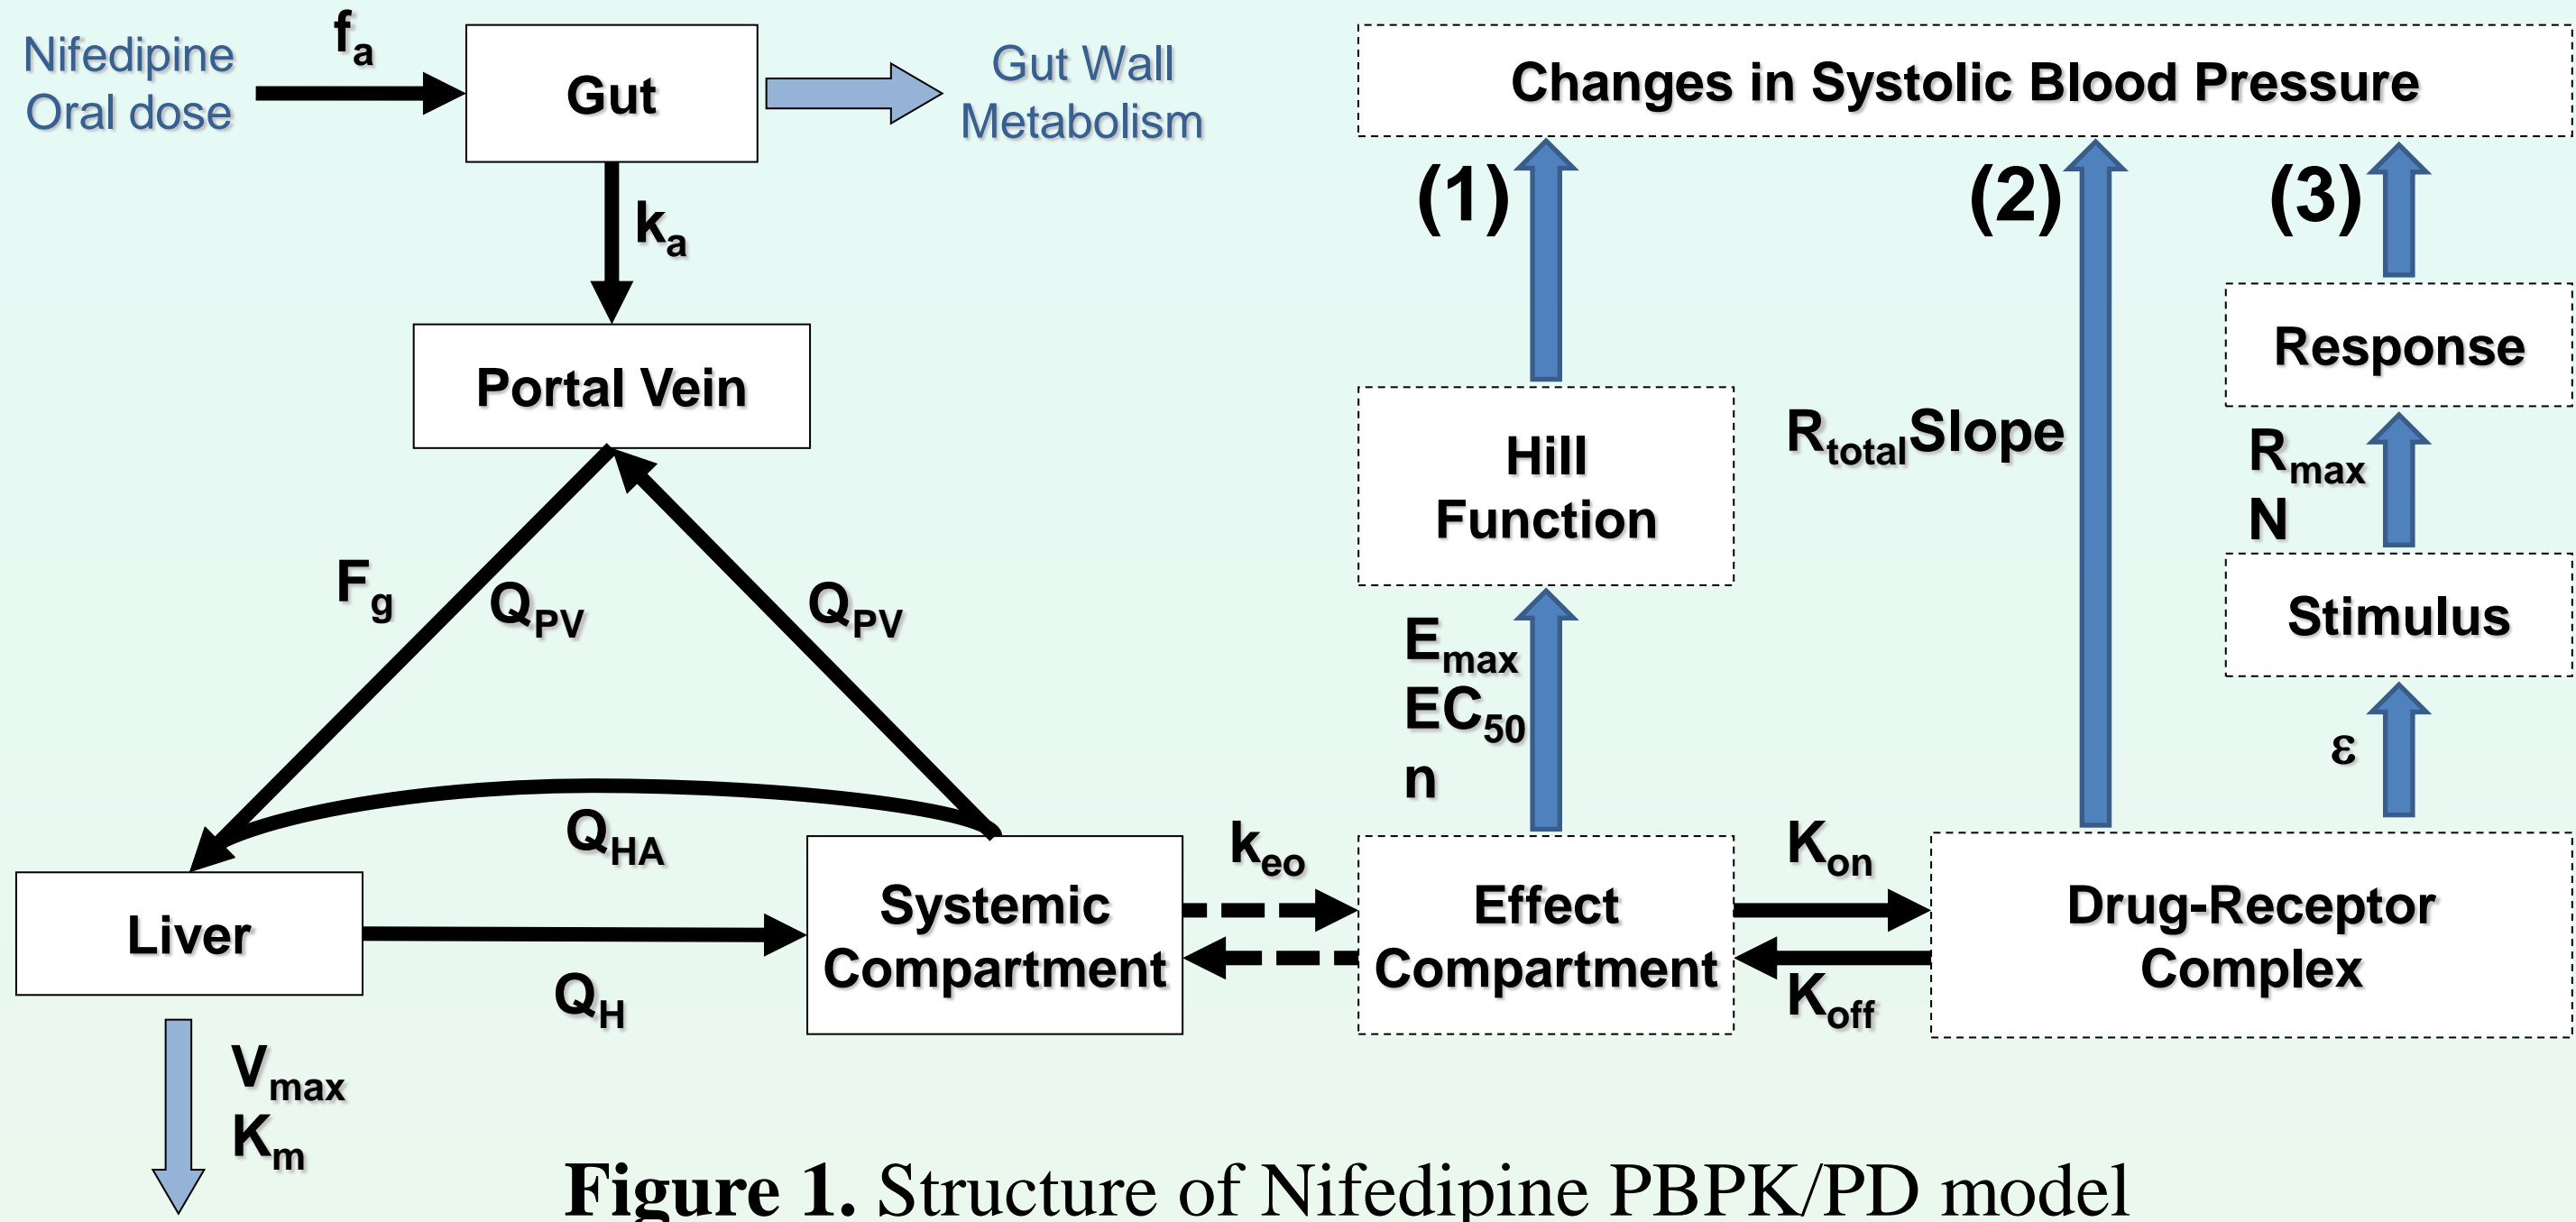 Nifedipine
Oral dose
fa
Gut
Gut Wall
Metabolism
ka
Portal Vein
Fg
QPV
QPV
QHA
Liver
QH
Vmax
Km
Systemic
Compartment
keo
Effect
Compartment
Kon
Koff
Drug-Receptor
Complex
Emax
EC50
n
Hill
Function
(1)
RtotalSlope
(2)
ε
Stimulus
Rmax
N
Response
(3)
Changes in Systolic Blood Pressure
Figure 1. Structure of Nifedipine PBPK/PD model